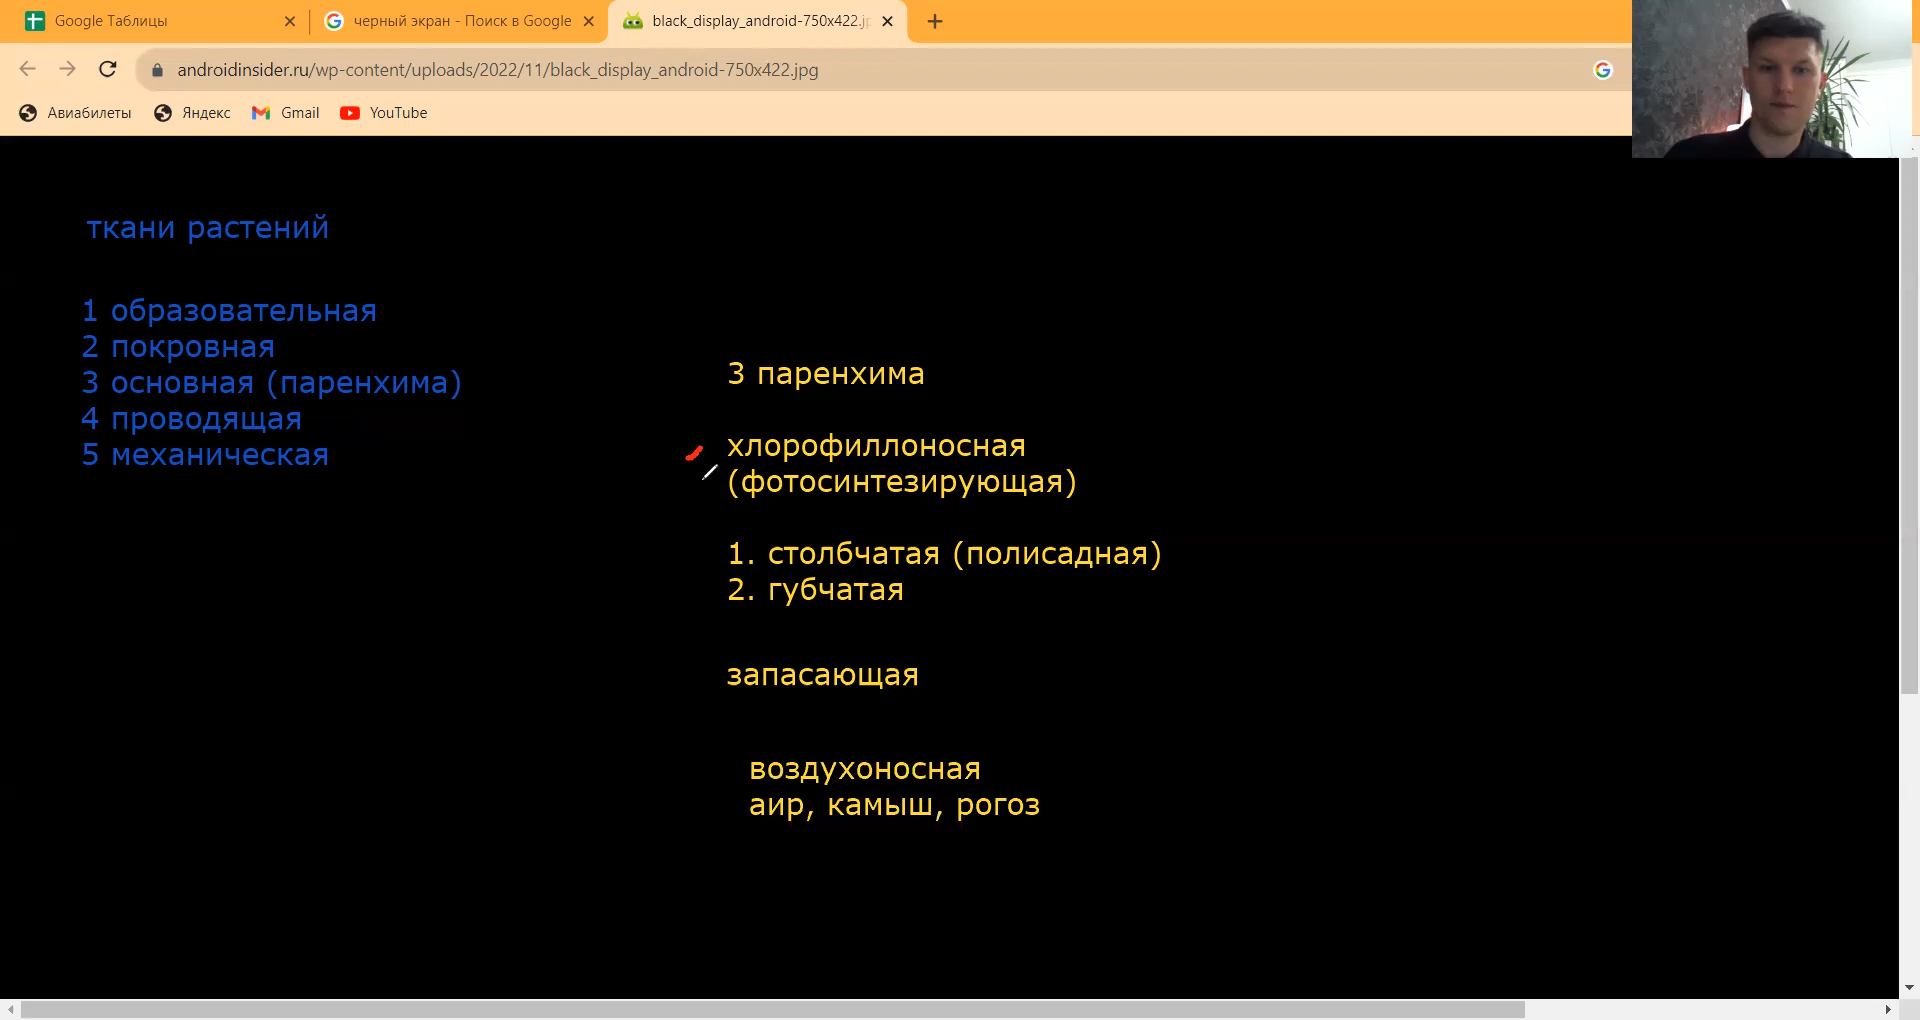 Google Таблицы
черный экран - Поиск в Google
black_display_android-750x422.j
androidinsider.ru/wp-content/uploads/2022/11/black_display_android-750x422.jpg
Авиабилеты
Яндекс
Gmail
YouTube
ткани растений
1 образовательная
2 покровная
3 основная (паренхима)
4 проводящая
5 механическая
3 паренхима
хлорофиллоносная
(фотосинтезирующая)
1. столбчатая (полисадная)
2. губчатая
запасающая
воздухоносная
аир, камыш, рогоз